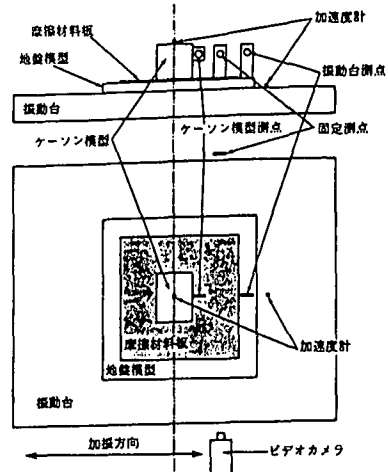 加速度計
摩擦材料板
地盤模型
振動台測点
振動台
ケーソン模型測点
固定測点
ケーソン模型
摩擦材料板
加速度計
地盤模型
振動台
加振方向
ビデオカメラ